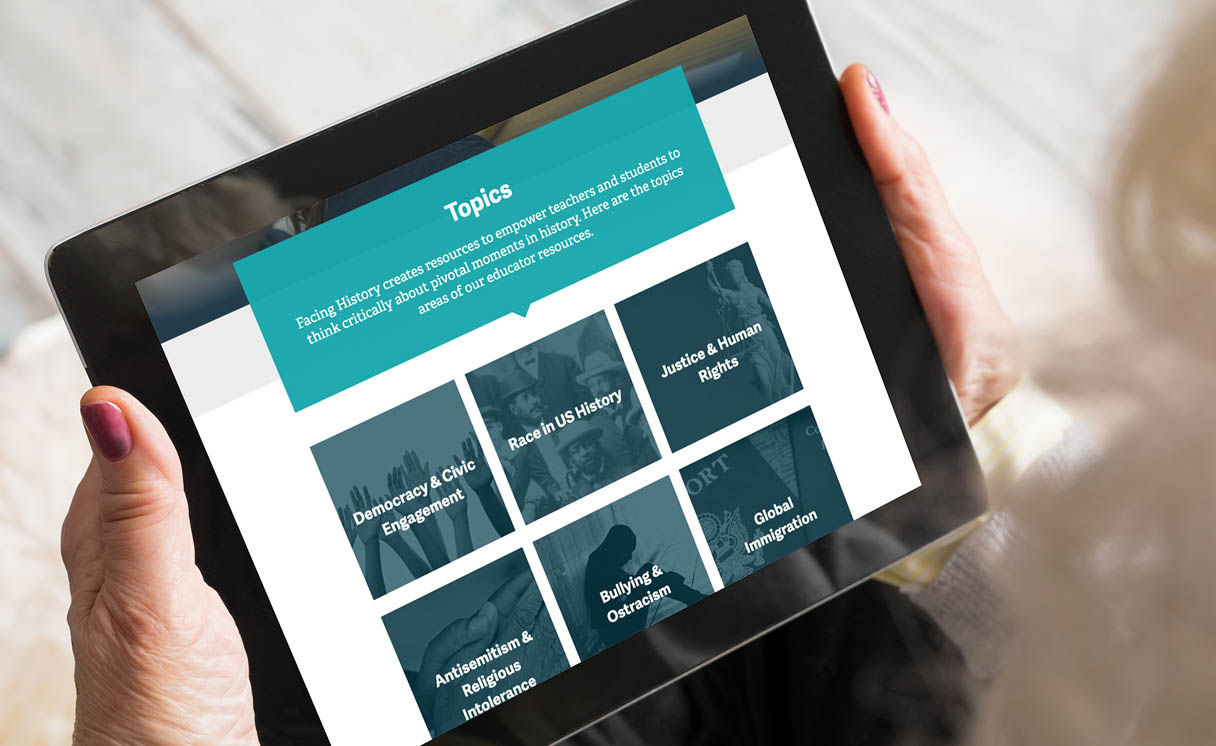 Topics
Facing History creates resources to empower teachers and students to
think critically about pivotal moments in history. Here are the topics
areas of our educator resources.
Democracy & Civic
Engagement
Race in US History
Justice & Human
Rights
Antisemitism &
Religious
Intolerance
Bullying &
Ostracism
ORT
Global
Immigration